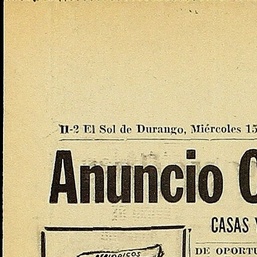 II-2 El Sol de Durango, Miércoles 15
Anuncio
CASAS
DE OPORTU